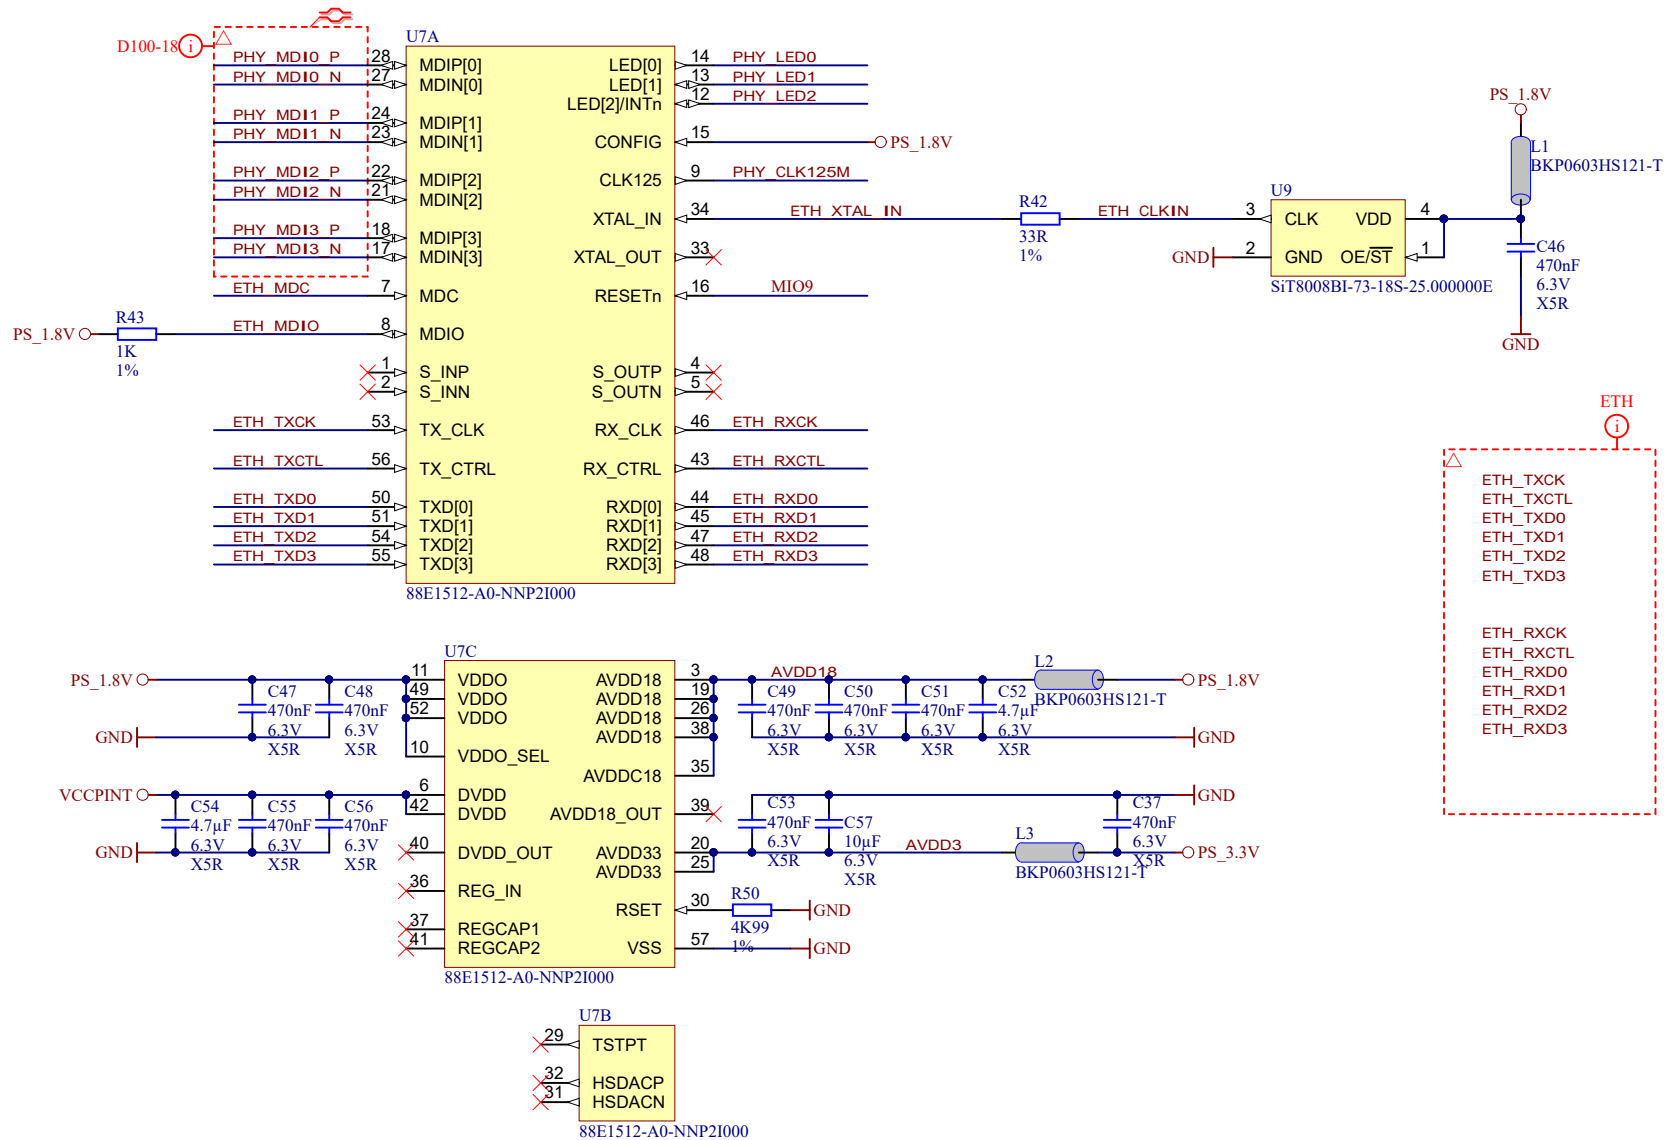 D100-18 i
U7A
PHY_MDI0_P 28 MDIP[0] LED[0] 14 PHY_LED0
PHY_MDI0_N 27 MDIN[0] LED[1] 13 PHY_LED1
LED[2]/INTn 12 PHY_LED2
PHY_MDI1_P 24 MDIP[1]
PHY_MDI1_N 23 MDIN[1] CONFIG 15 PS_1.8V
PHY_MDI2_P 22 MDIP[2] CLK125 9 PHY_CLK125M
PHY_MDI2_N 21 MDIN[2]
XTAL_IN 34 ETH_XTAL_IN R42 ETH_CLKIN
33R
1%
PHY_MDI3_P 18 MDIP[3]
PHY_MDI3_N 17 MDIN[3] XTAL_OUT 33
ETH_MDC 7 MDC RESETn 16 MIO9
PS_1.8V R43 ETH_MDIO 8 MDIO
1K
1%
1 S_INP S_OUTP 4
2 S_INN S_OUTN 5
ETH_TXCK 53 TX_CLK RX_CLK 46 ETH_RXCK
ETH_TXCTL 56 TX_CTRL RX_CTRL 43 ETH_RXCTL
ETH_TXD0 50 TXD[0] RXD[0] 44 ETH_RXD0
ETH_TXD1 51 TXD[1] RXD[1] 45 ETH_RXD1
ETH_TXD2 54 TXD[2] RXD[2] 47 ETH_RXD2
ETH_TXD3 55 TXD[3] RXD[3] 48 ETH_RXD3
88E1512-A0-NNP2I000
PS_1.8V
L1
BKP0603HS121-T
U9
3 CLK VDD 4
GND 2 GND OE/ST 1
SiT8008BI-73-18S-25.000000E
C46
470nF
6.3V
X5R
GND
ETH
i
ETH_TXCK
ETH_TXCTL
ETH_TXD0
ETH_TXD1
ETH_TXD2
ETH_TXD3
ETH_RXCK
ETH_RXCTL
ETH_RXD0
ETH_RXD1
ETH_RXD2
ETH_RXD3
U7C
PS_1.8V 11 VDDO AVDD18 3 AVDD18 L2 PS_1.8V
BKP0603HS121-T
49 VDDO AVDD18 19
52 VDDO AVDD18 26
AVDD18 38
GND
10 VDDO_SEL
AVDDC18 35
GND
C47 C48 C49 C50 C51 C52
470nF 470nF 470nF 470nF 470nF 4.7µF
6.3V 6.3V 6.3V 6.3V 6.3V 6.3V
X5R X5R X5R X5R X5R X5R
VCCPINT 6 DVDD GND
42 DVDD AVDD18_OUT 39
C54 C55 C56 C53 C57 C37
4.7µF 470nF 470nF 470nF 10µF 470nF
6.3V 6.3V 6.3V 6.3V 6.3V 6.3V
X5R X5R X5R X5R X5R X5R
GND 40 DVDD_OUT AVDD33 20 AVDD3 L3 PS_3.3V
AVDD33 25 BKP0603HS121-T
36 REG_IN
RSET 30 R50 GND
4K99
1%
37 REGCAP1
41 REGCAP2 VSS 57 GND
88E1512-A0-NNP2I000
U7B
29 TSTPT
32 HSDACP
31 HSDACN
88E1512-A0-NNP2I000